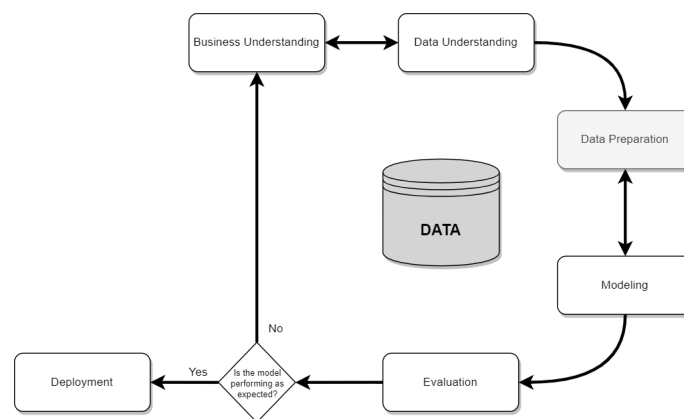 Business Understanding
Data Understanding
Data Preparation
DATA
Modeling
No
Yes
Is the model
performing as
expected?
Deployment
Evaluation